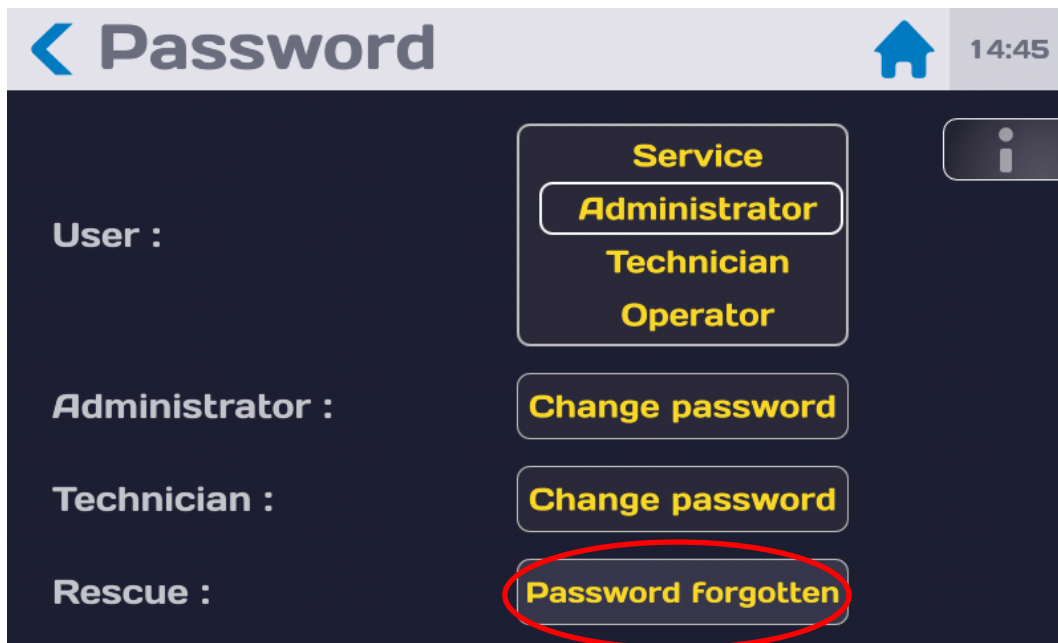 Password
14:45
Service
Administrator
Technician
Operator
User :
Administrator :
Change password
Technician :
Change password
Rescue :
Password forgotten